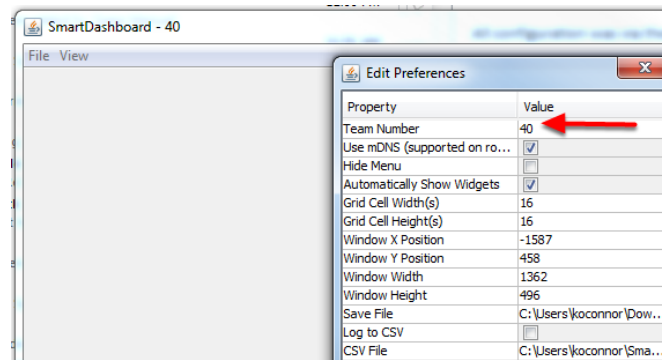 SmartDashboard - 40
File View
Edit Preferences
Property Value
Team Number 40
Use mDNS (supported on ro...
Hide Menu
Automatically Show Widgets
Grid Cell Width(s) 16
Grid Cell Height(s) 16
Window X Position -1587
Window Y Position 458
Window Width 1362
Window Height 496
Save File C:\Users\koconnor\Dow...
Log to CSV
CSV File C:\Users\koconnor\Sma...